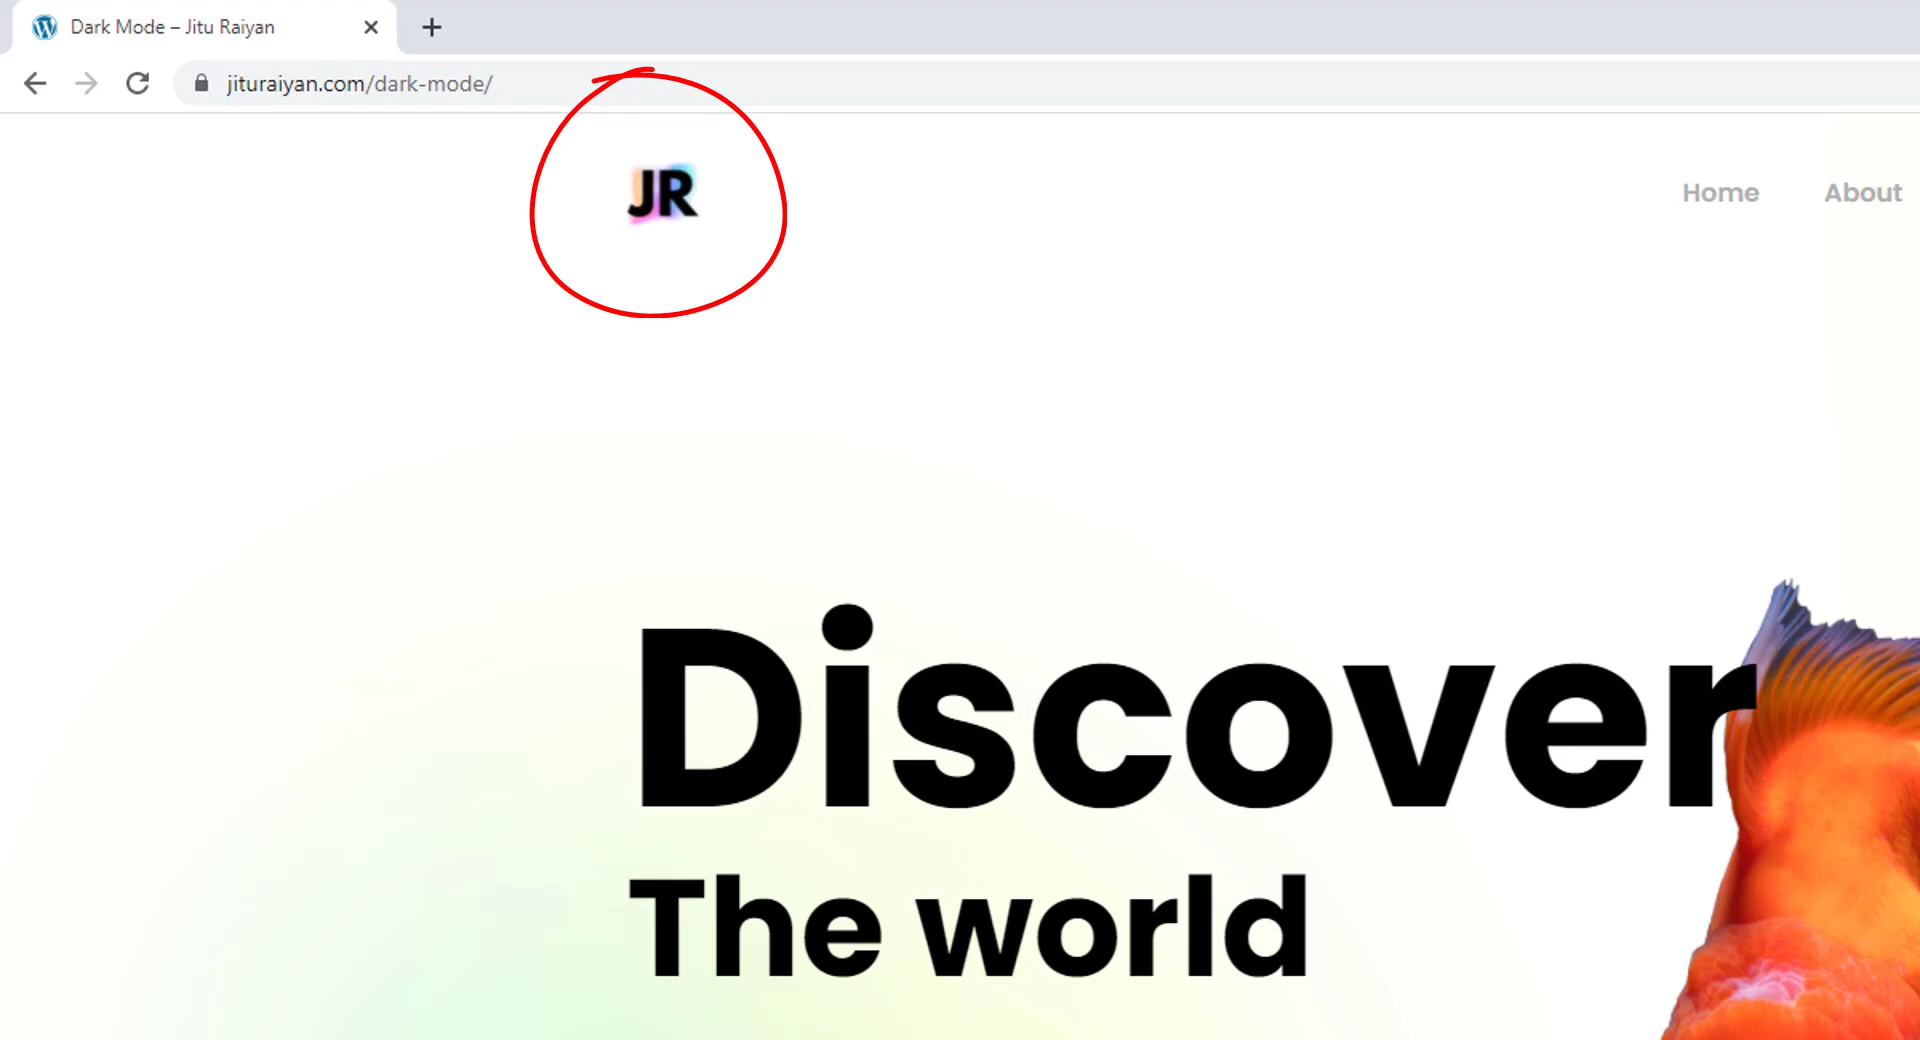 Dark Mode – Jitu Raiyan
jituraiyan.com/dark-mode/
JR
Home About
Discover
The world